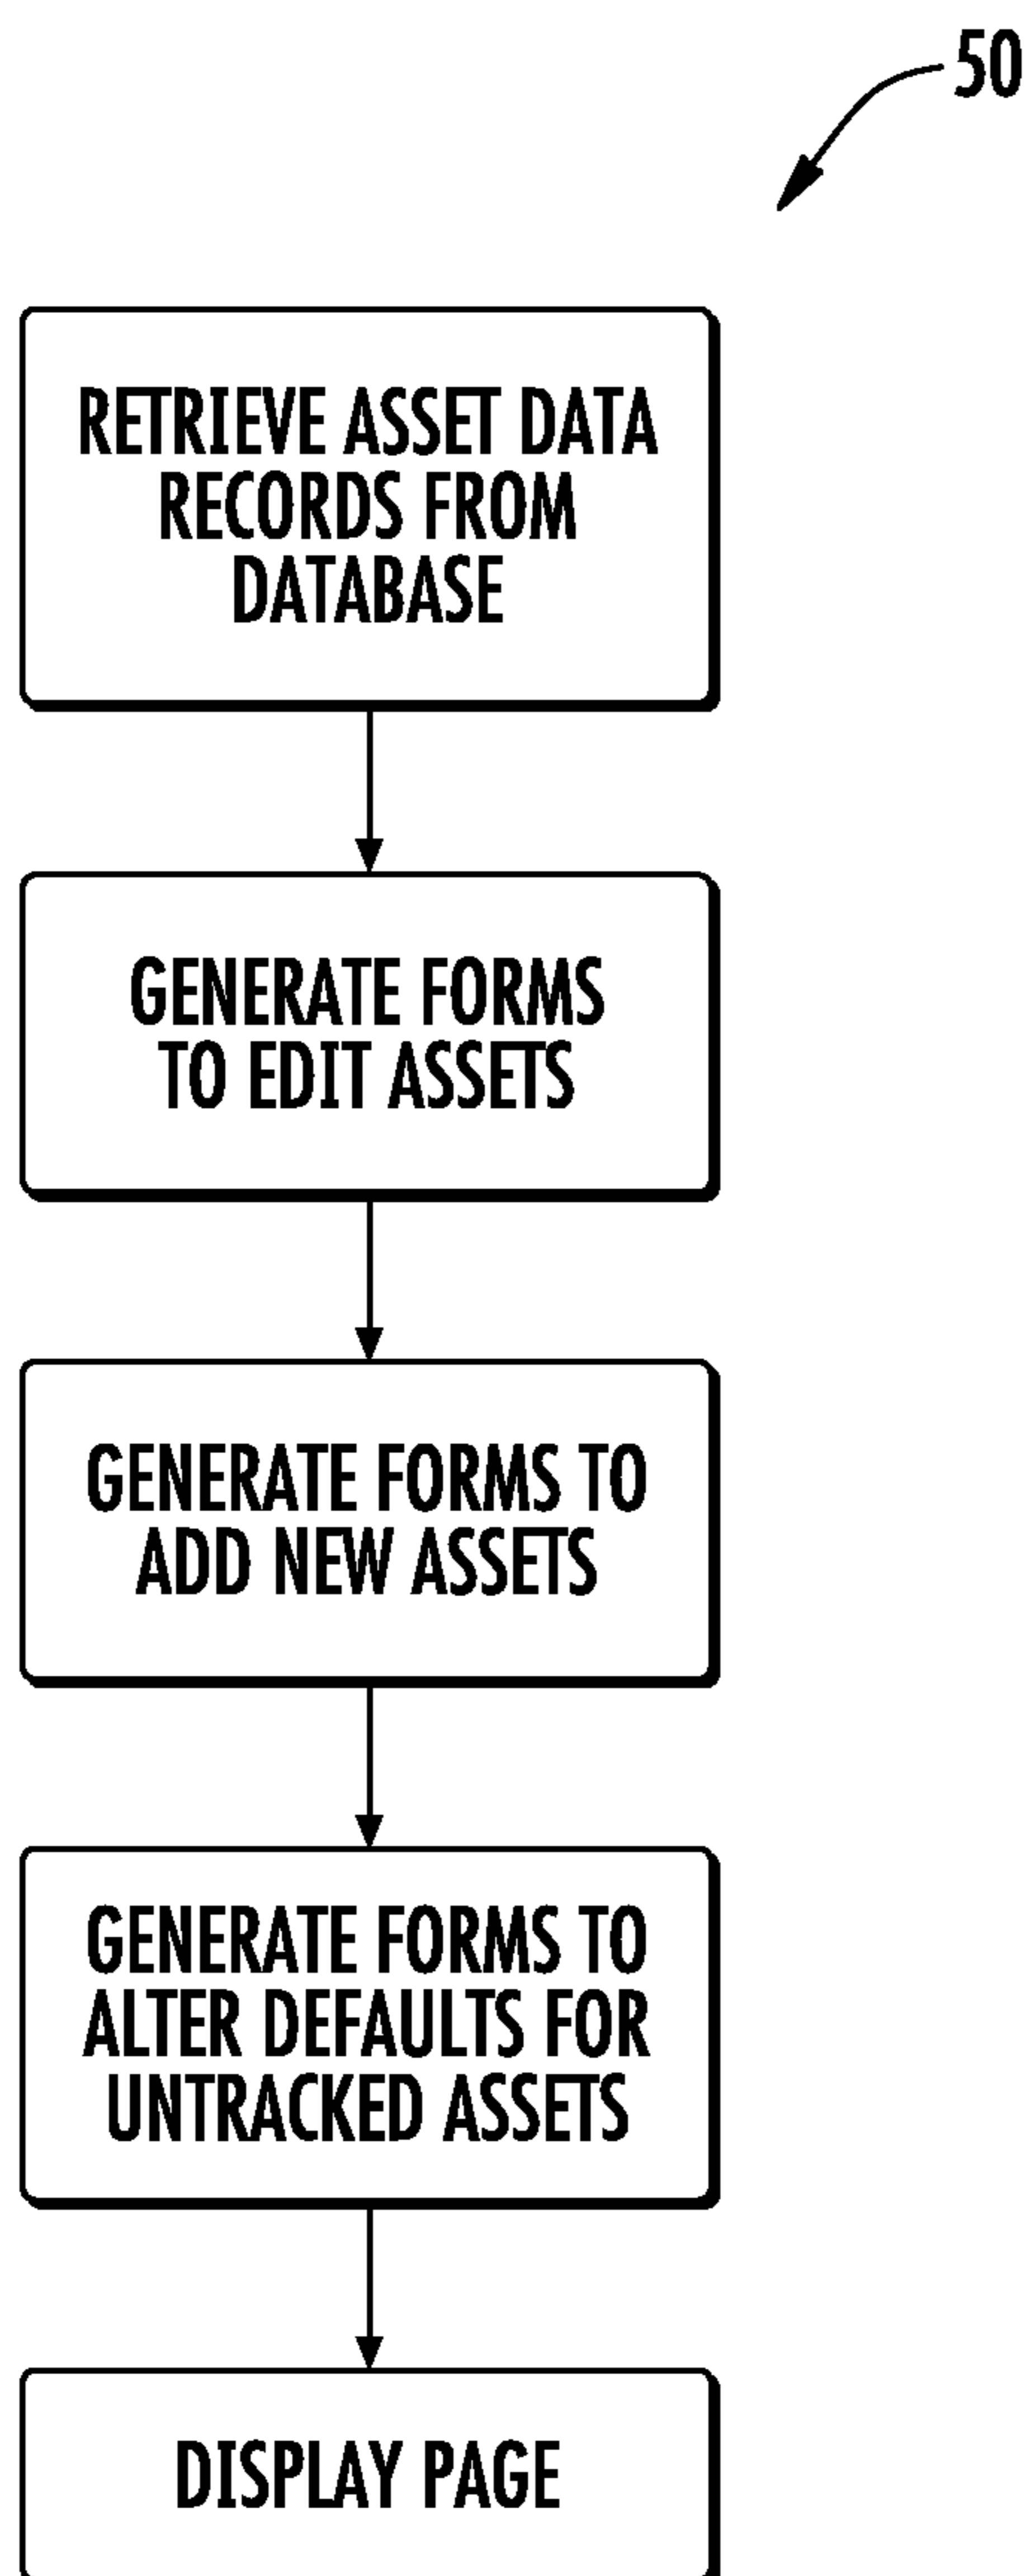 50
RETRIEVE ASSET DATA
RECORDS FROM
DATABASE
GENERATE FORMS
TO EDIT ASSETS
GENERATE FORMS TO
ADD NEW ASSETS
GENERATE FORMS TO
ALTER DEFAULTS FOR
UNTRACKED ASSETS
DISPLAY PAGE